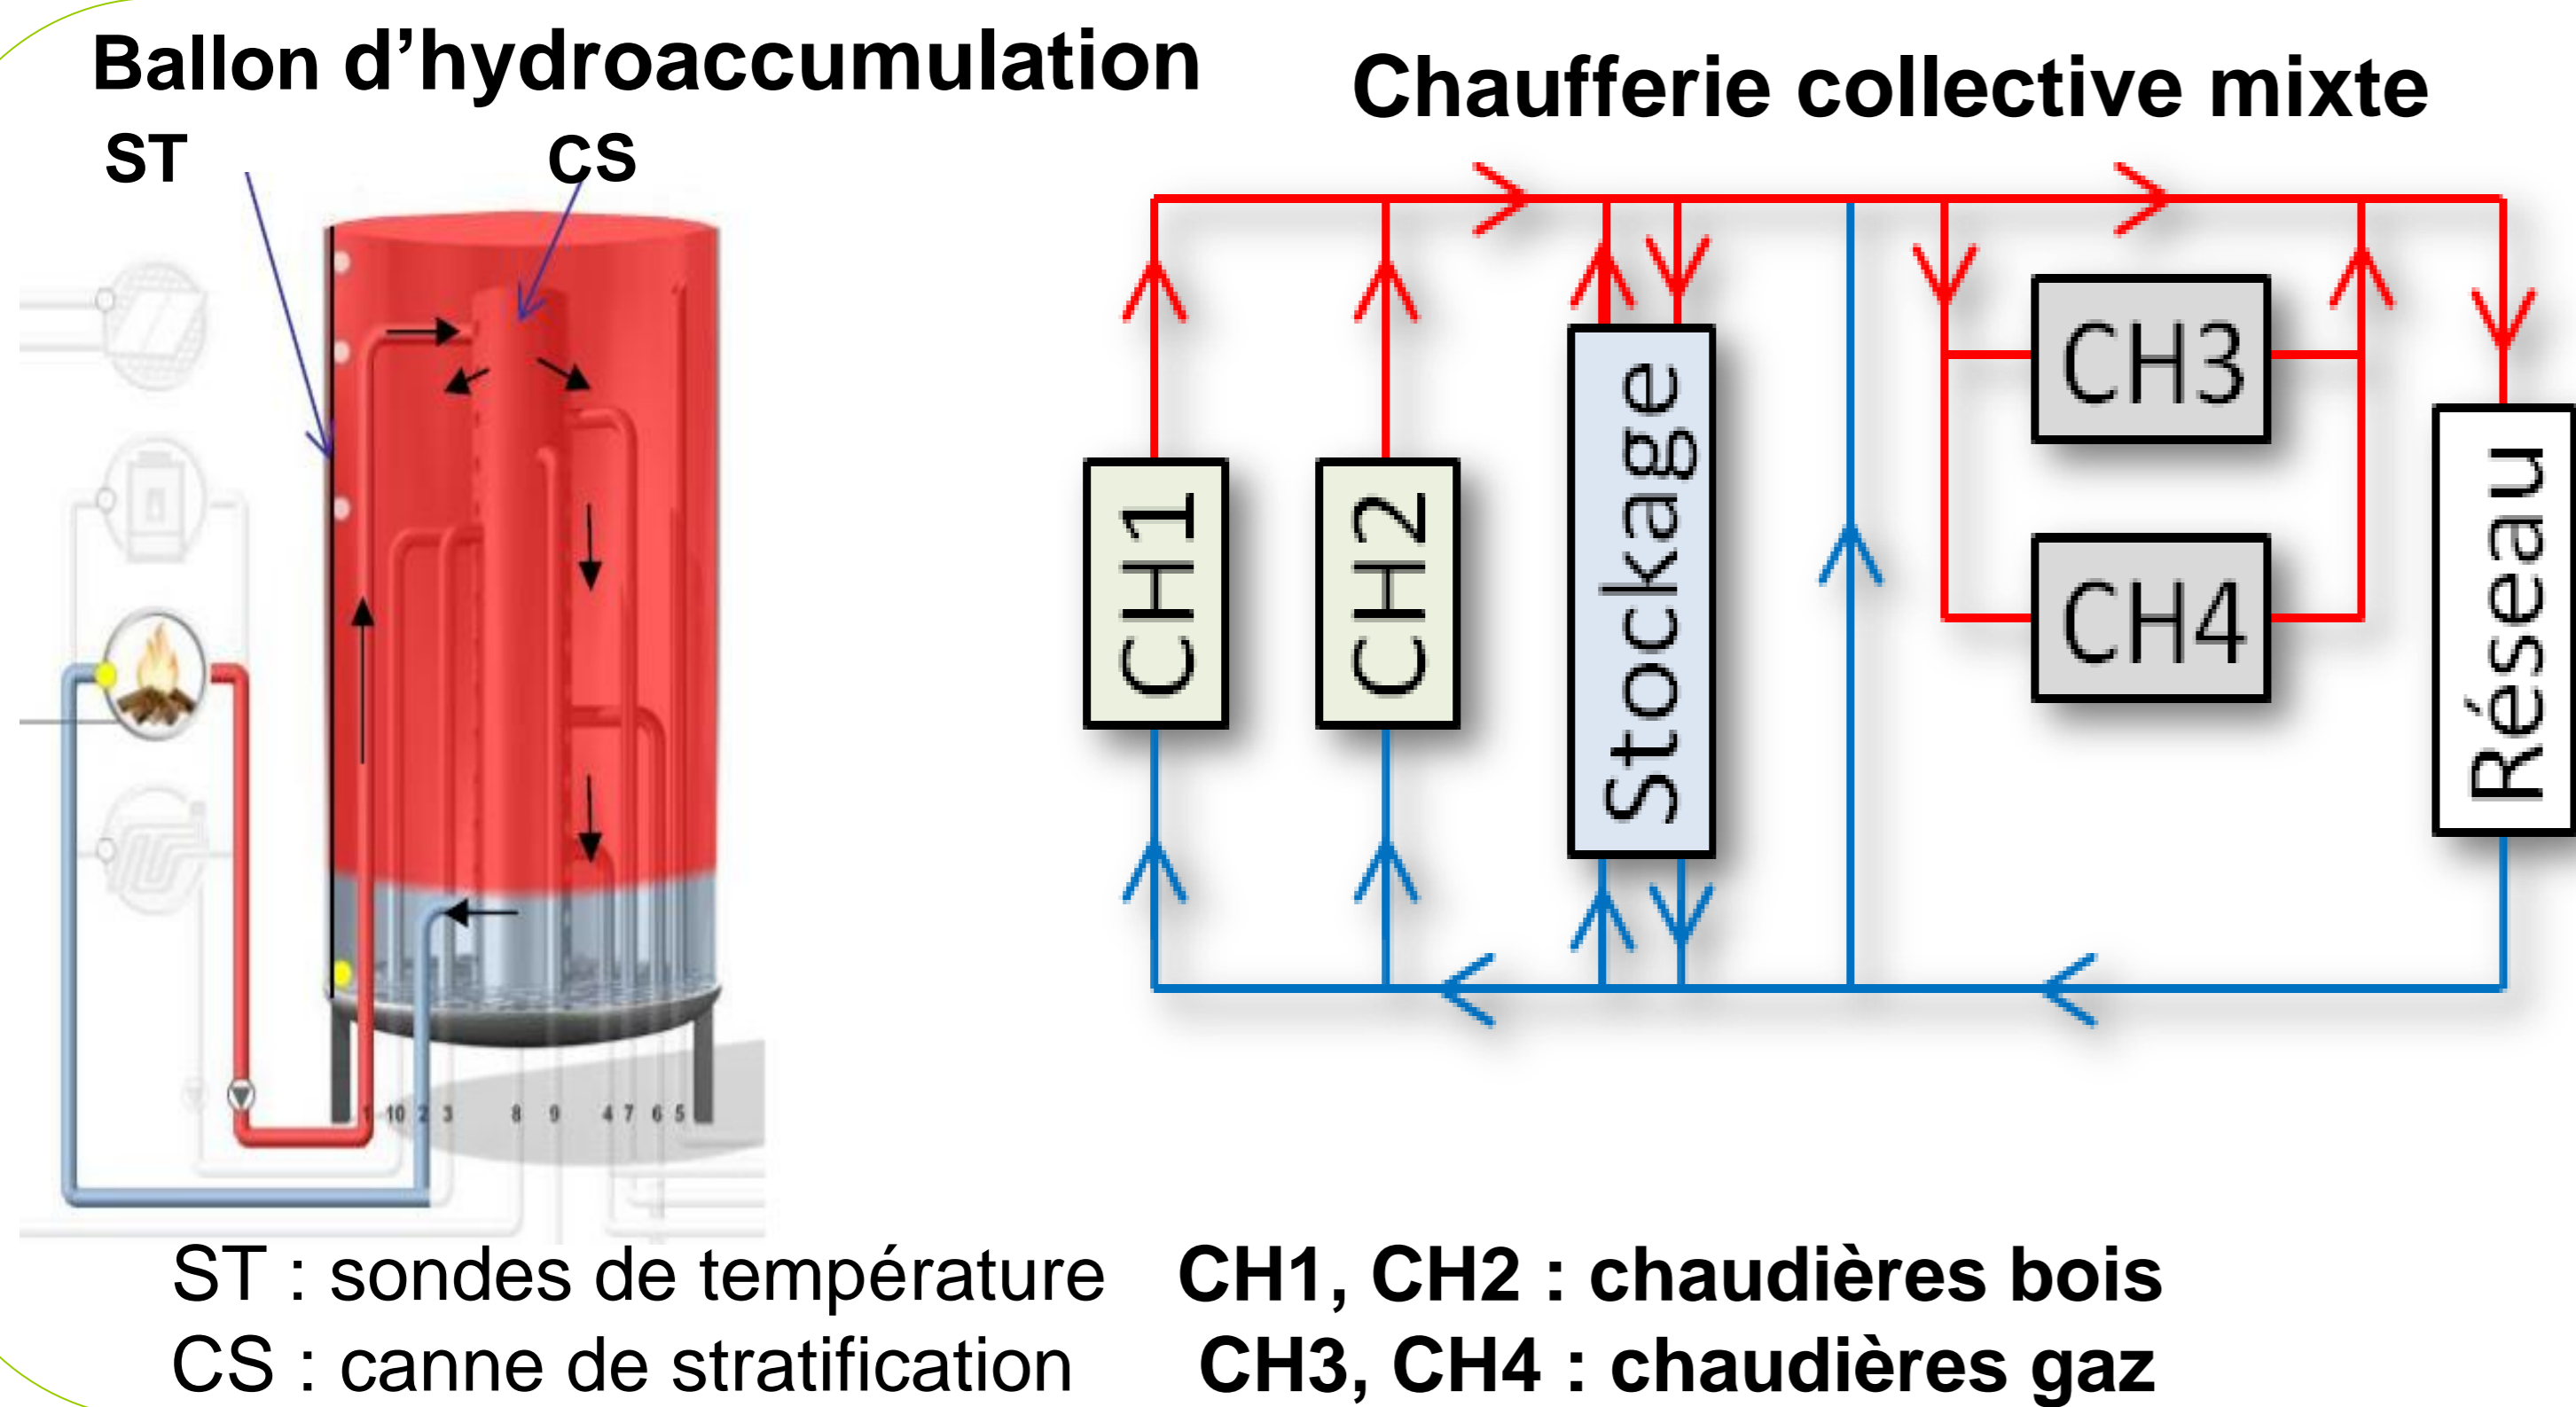 Ballon d’hydroaccumulation
ST
CS
1 10 2 3 8 9 4 7 6 5
ST : sondes de température
CS : canne de stratification
Chaufferie collective mixte
CH1
CH2
Stockage
CH3
CH4
Réseau
CH1, CH2 : chaudières bois
CH3, CH4 : chaudières gaz